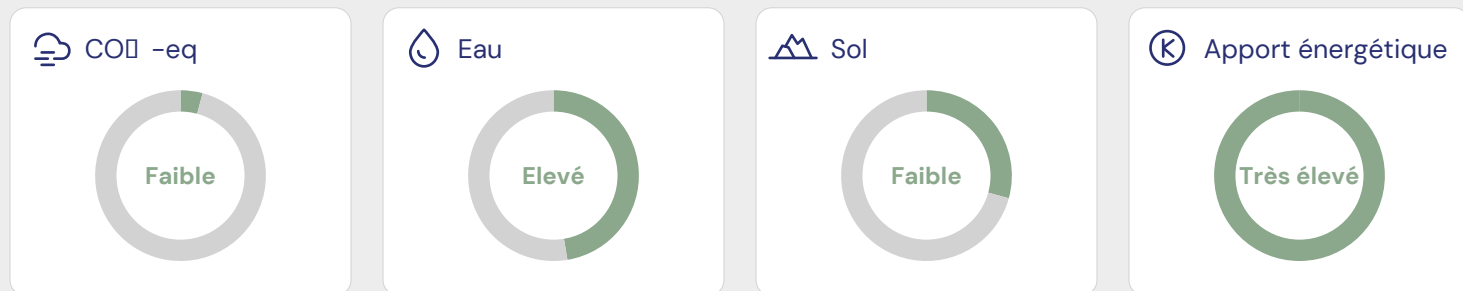 CO▯ -eq
Eau
Sol
Apport énergétique
Faible
Elevé
Faible
Très élevé